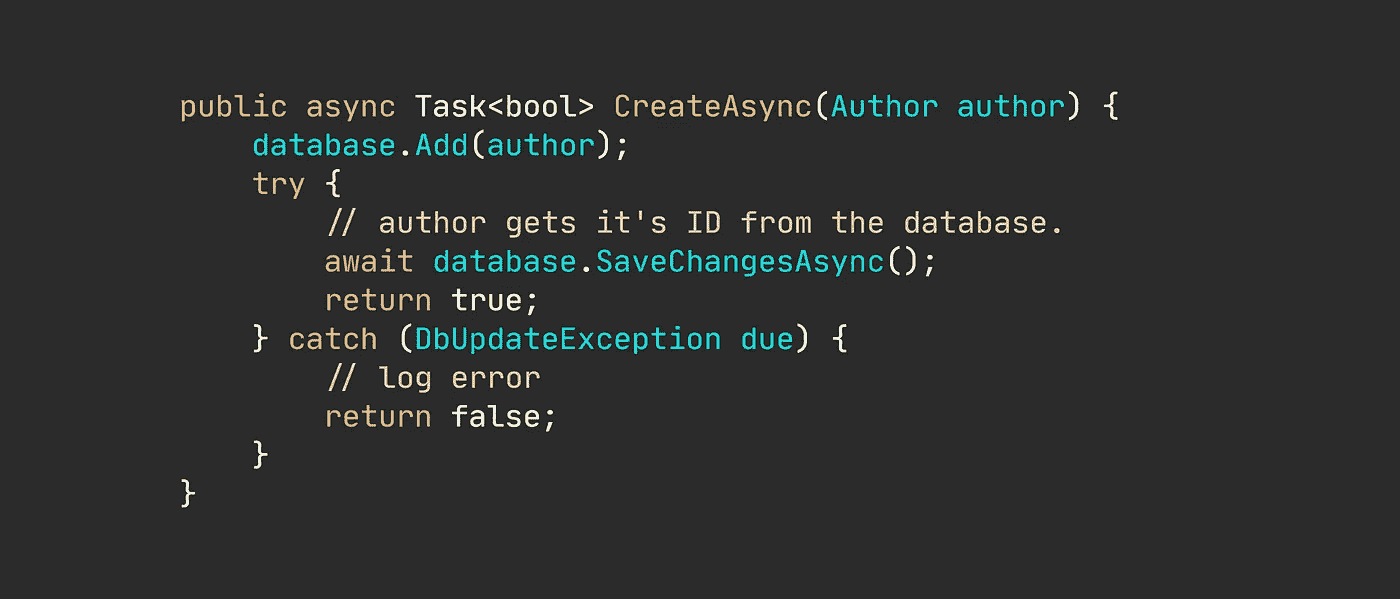 public async Task<bool> CreateAsync(Author author) {
    database.Add(author);
    try {
        // author gets it's ID from the database.
        await database.SaveChangesAsync();
        return true;
    } catch (DbUpdateException due) {
        // log error
        return false;
    }
}